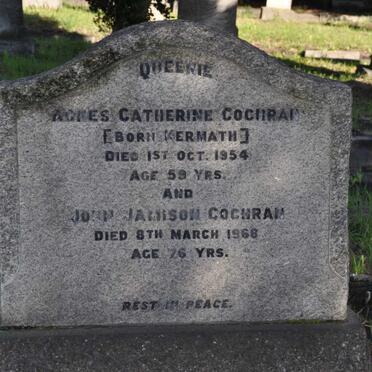 QUEENIE
AGNES CATHERINE COCHRAN
[BORN KERMATH]
DIED 1ST OCT. 1954
AGE 59 YRS.
AND
JOHN JAMISON COCHRAN
DIED 8TH MARCH 1968
AGE 76 YRS.
REST IN PEACE.